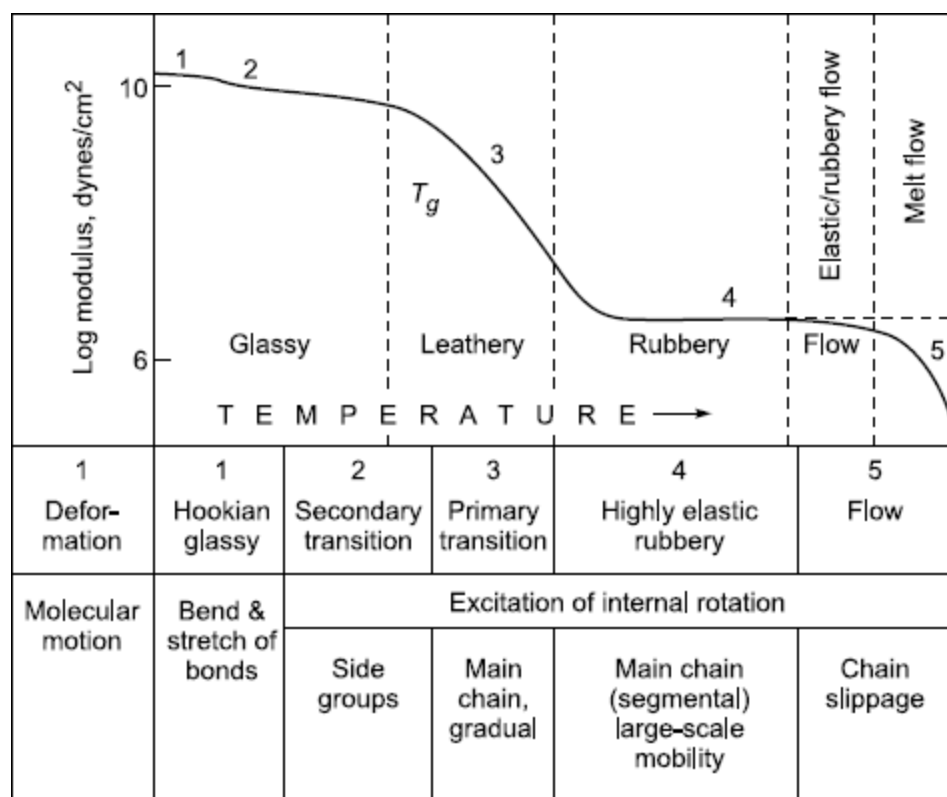 Log modulus, dynes/cm²
10
6
1
2
3
4
5
Tg
Glassy
Leathery
Rubbery
Flow
Elastic/rubbery flow
Melt flow
TEMPERATURE →
1
Defor-
mation
1
Hookian
glassy
2
Secondary
transition
3
Primary
transition
4
Highly elastic
rubbery
5
Flow
Molecular
motion
Bend &
stretch of
bonds
Excitation of internal rotation
Side
groups
Main
chain,
gradual
Main chain
(segmental)
large-scale
mobility
Chain
slippage